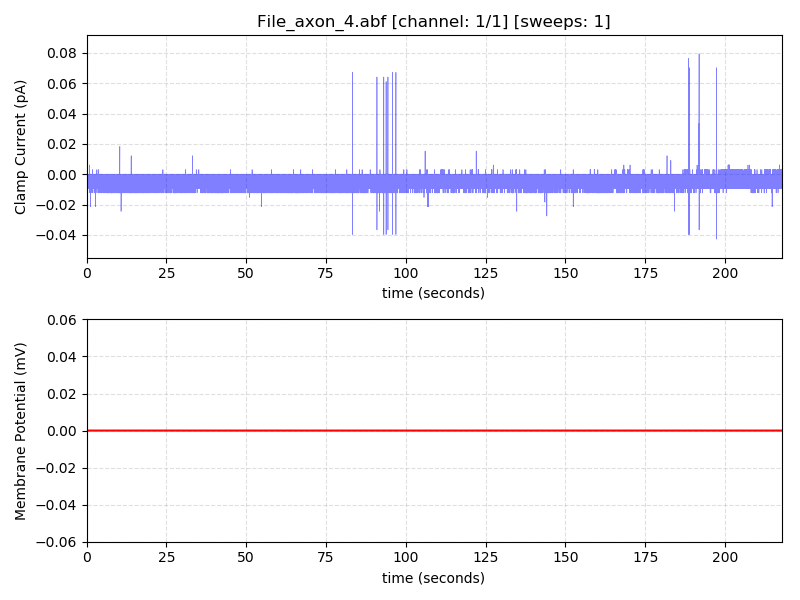 File_axon_4.abf [channel: 1/1] [sweeps: 1]
Clamp Current (pA)
0.08
0.06
0.04
0.02
0.00
−0.02
−0.04
0 25 50 75 100 125 150 175 200
time (seconds)
Membrane Potential (mV)
0.06
0.04
0.02
0.00
−0.02
−0.04
−0.06
0 25 50 75 100 125 150 175 200
time (seconds)